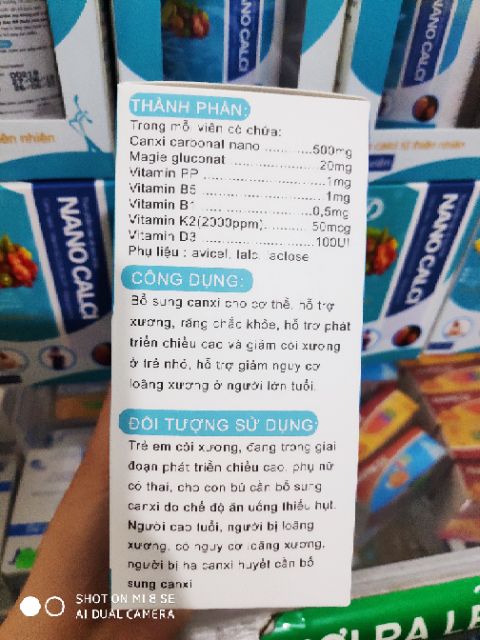 NANO CALCI
NANO CALCI
THÀNH PHẦN:
Trong mỗi viên có chứa:
Canxi carbonat nano ............500mg
Magie gluconat .......................20mg
Vitamin PP ..............................1mg
Vitamin B5 ..............................1mg
Vitamin B1 ...........................0,5mg
Vitamin K2(2000ppm)..........50mcg
Vitamin D3 ..........................100UI
Phụ liệu : avicel, talc, lactose
CÔNG DỤNG:
Bổ sung canxi cho cơ thể, hỗ trợ
xương, răng chắc khỏe, hỗ trợ phát
triển chiều cao và giảm còi xương
ở trẻ nhỏ, hỗ trợ giảm nguy cơ
loãng xương ở người lớn tuổi.
ĐỐI TƯỢNG SỬ DỤNG:
Trẻ em còi xương, đang trong giai
đoạn phát triển chiều cao, phụ nữ
có thai, cho con bú cần bổ sung
canxi do chế độ ăn uống thiếu hụt.
Người cao tuổi, người bị loãng
xương, có nguy cơ loãng xương,
người bị hạ canxi huyết cần bổ
sung canxi
NANO CALCI
NANO CALCI
SHOT ON MI 8 SE
AI DUAL CAMERA